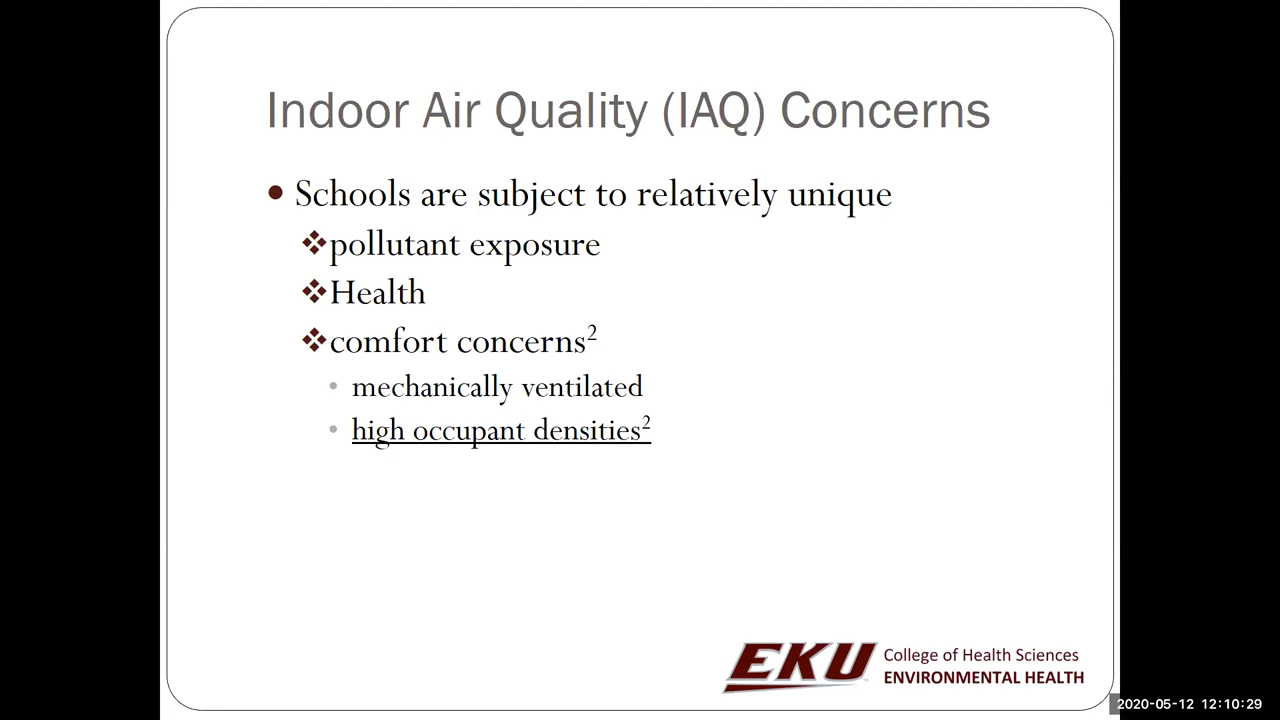 Indoor Air Quality (IAQ) Concerns
Schools are subject to relatively unique
pollutant exposure
Health
comfort concerns²
mechanically ventilated
high occupant densities²
EKU College of Health Sciences
ENVIRONMENTAL HEALTH
2020-05-12 12:10:29